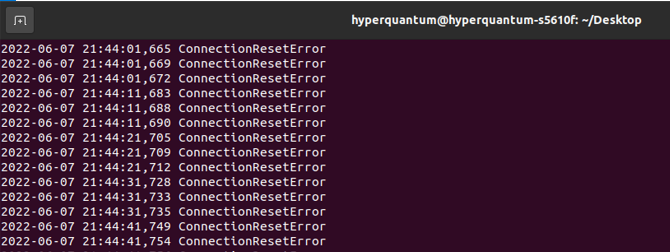 hyperquantum@hyperquantum-s5610f: ~/Desktop
2022-06-07 21:44:01,665 ConnectionResetError
2022-06-07 21:44:01,669 ConnectionResetError
2022-06-07 21:44:01,672 ConnectionResetError
2022-06-07 21:44:11,683 ConnectionResetError
2022-06-07 21:44:11,688 ConnectionResetError
2022-06-07 21:44:11,690 ConnectionResetError
2022-06-07 21:44:21,705 ConnectionResetError
2022-06-07 21:44:21,709 ConnectionResetError
2022-06-07 21:44:21,712 ConnectionResetError
2022-06-07 21:44:31,728 ConnectionResetError
2022-06-07 21:44:31,733 ConnectionResetError
2022-06-07 21:44:31,735 ConnectionResetError
2022-06-07 21:44:41,749 ConnectionResetError
2022-06-07 21:44:41,754 ConnectionResetError